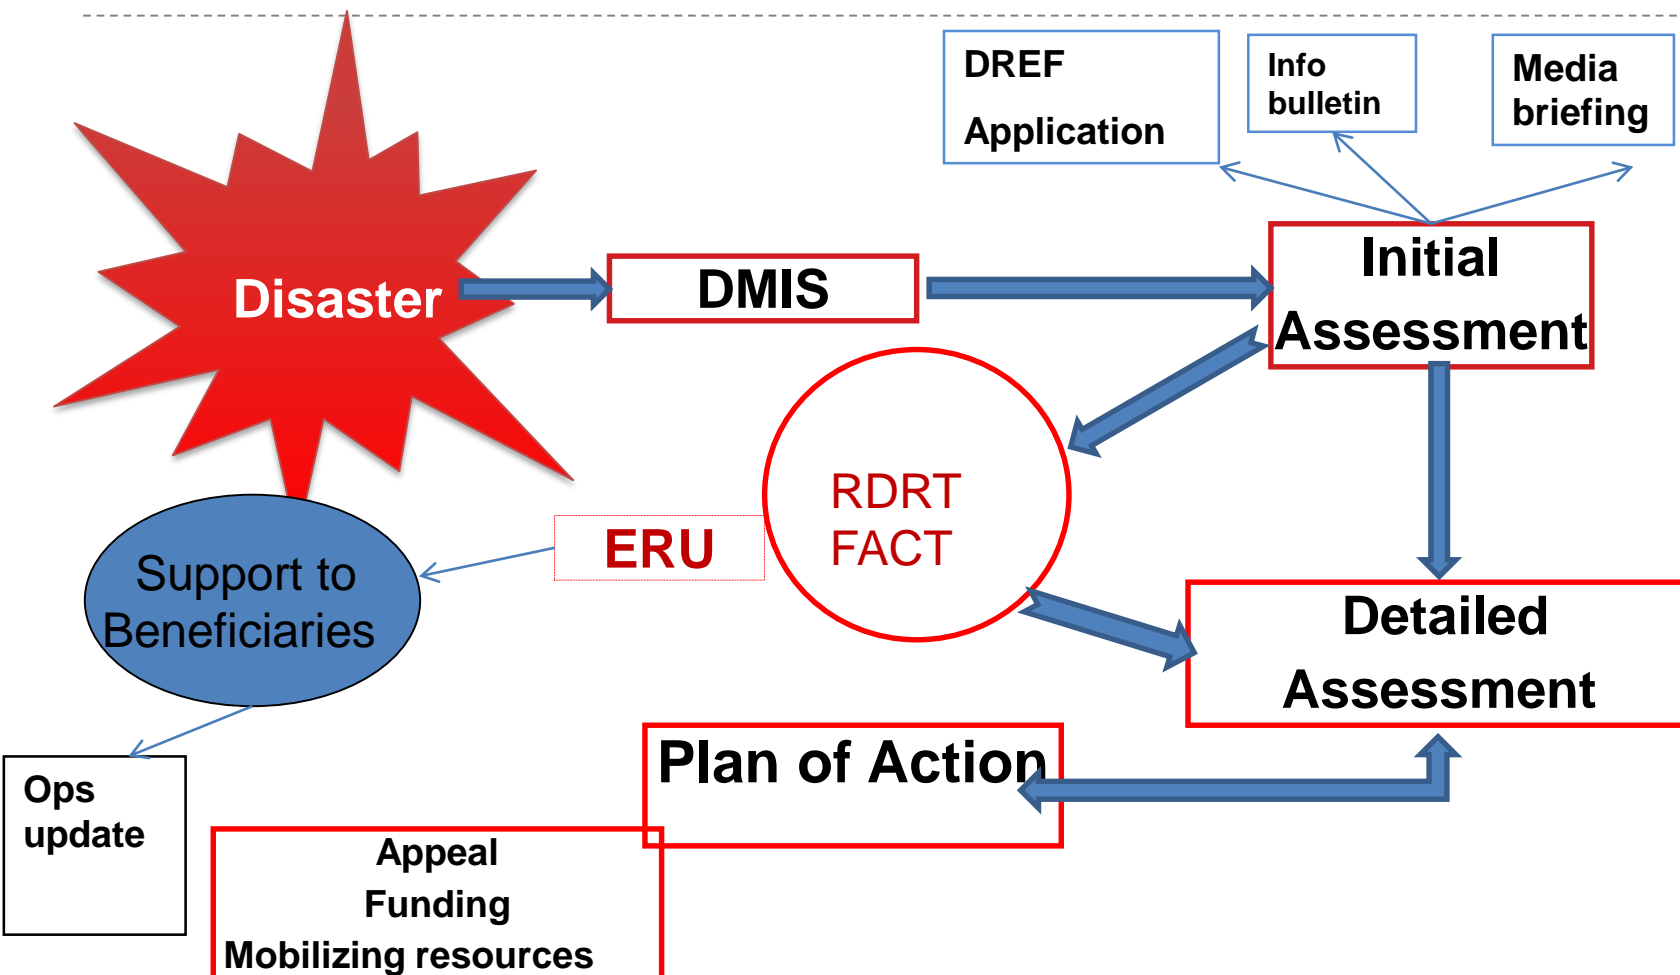 DREF
Application
Info
bulletin
Media
briefing
Disaster
DMIS
Initial
Assessment
RDRT
FACT
ERU
Support to
Beneficiaries
Detailed
Assessment
Plan of Action
Ops
update
Appeal
Funding
Mobilizing resources